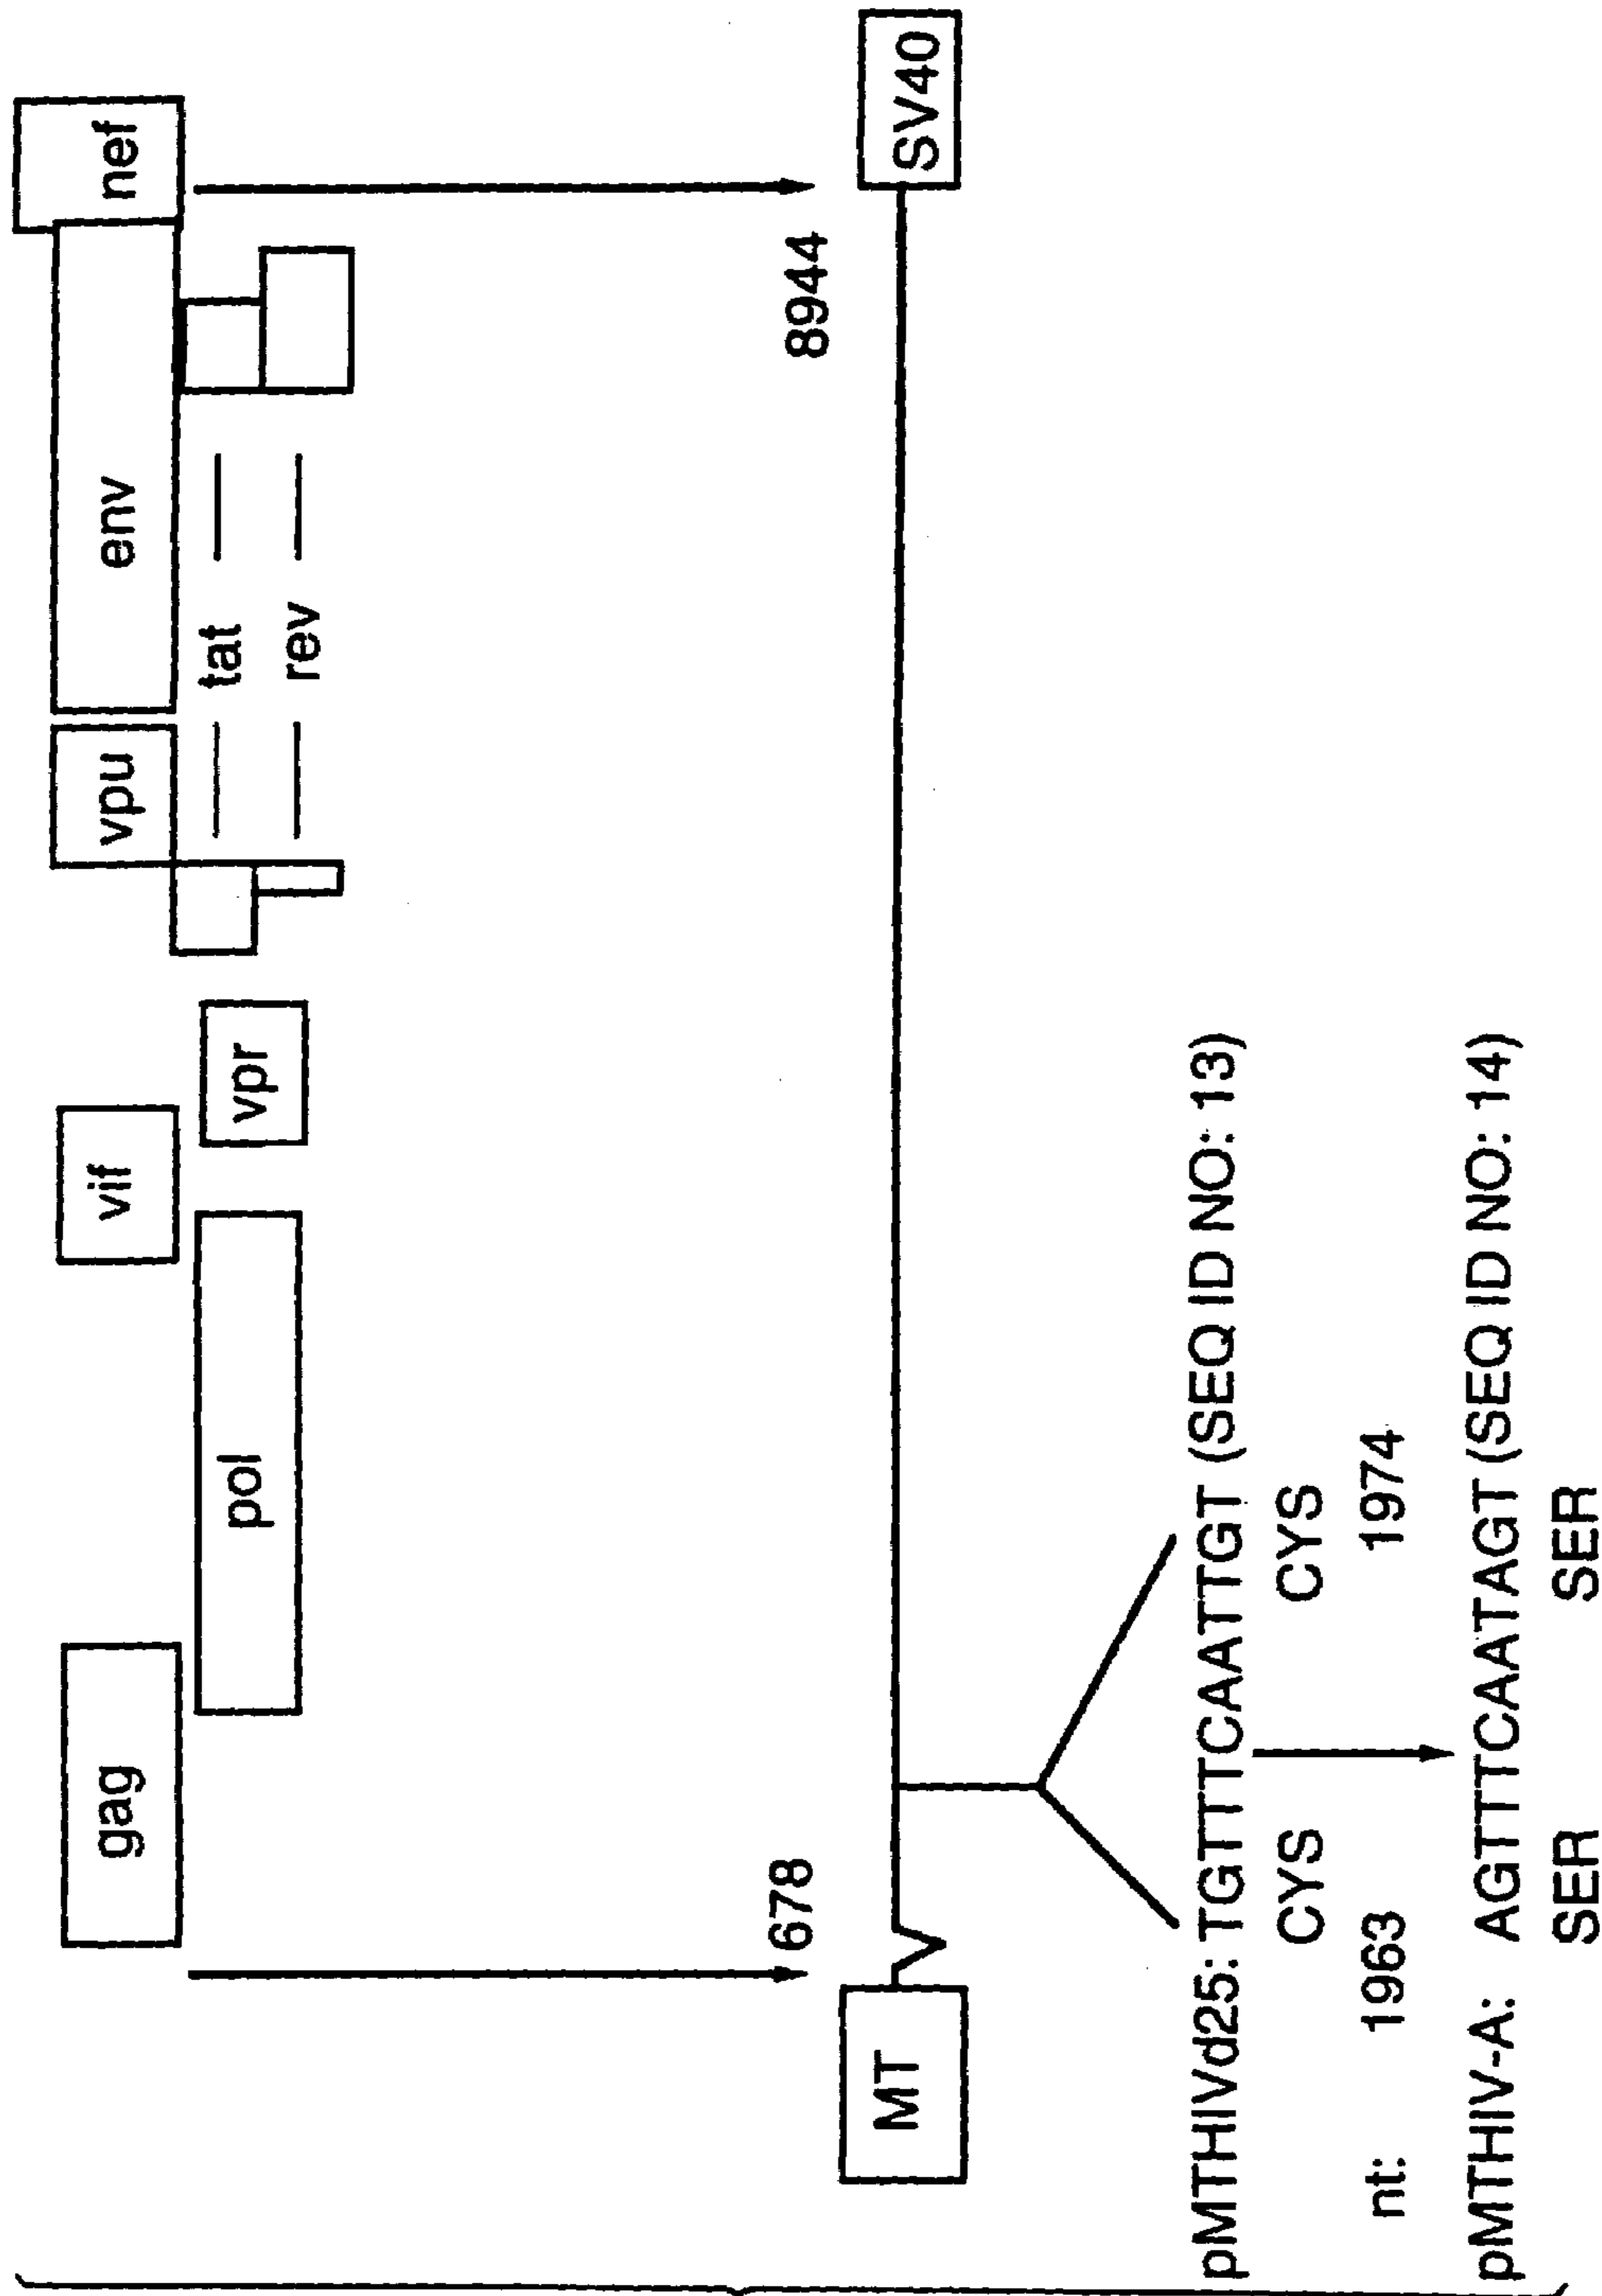 nef
vif
vpu
env
gag
vpr
tat
pol
rev
678
8944
MT
SV40
pMTHIVd25: TGTTTCAATTGT (SEQ ID NO: 13)
CYS CYS
nt: 1963 1974
pMTHIV-A: AGTTTCAATAGT (SEQ ID NO: 14)
SER SER